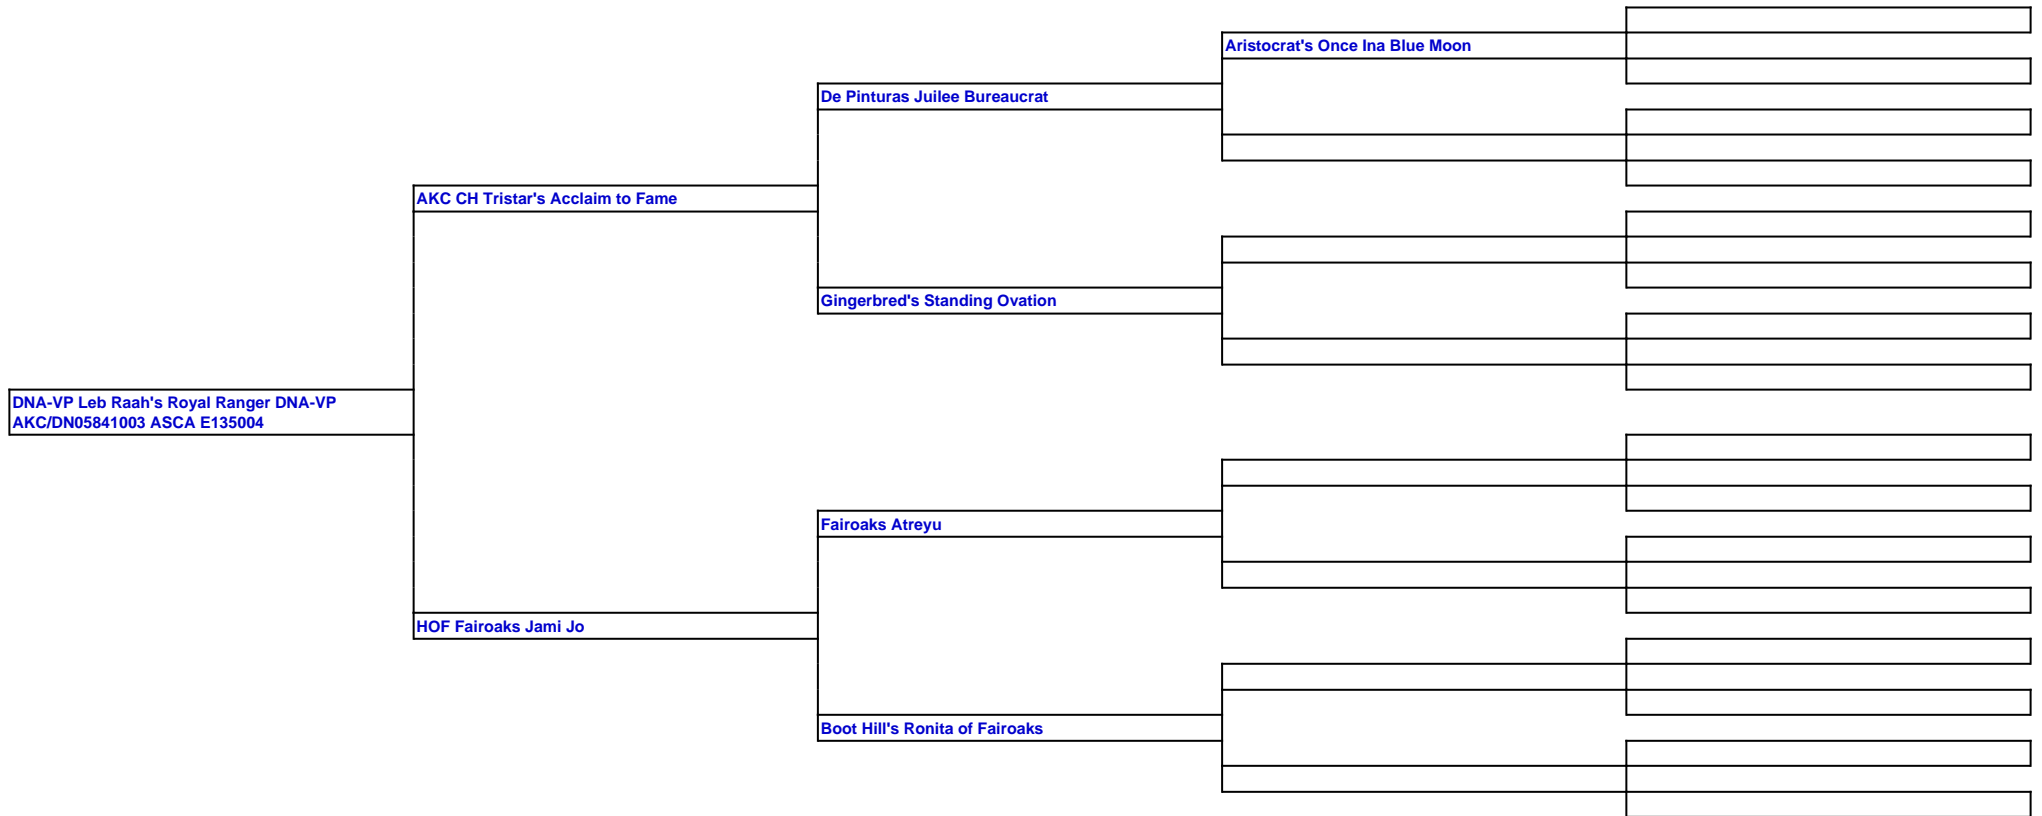 Aristocrat's Once Ina Blue Moon
De Pinturas Juilee Bureaucrat
AKC CH Tristar's Acclaim to Fame
Gingerbred's Standing Ovation
DNA-VP Leb Raah's Royal Ranger DNA-VP
AKC/DN05841003 ASCA E135004
Fairoaks Atreyu
HOF Fairoaks Jami Jo
Boot Hill's Ronita of Fairoaks